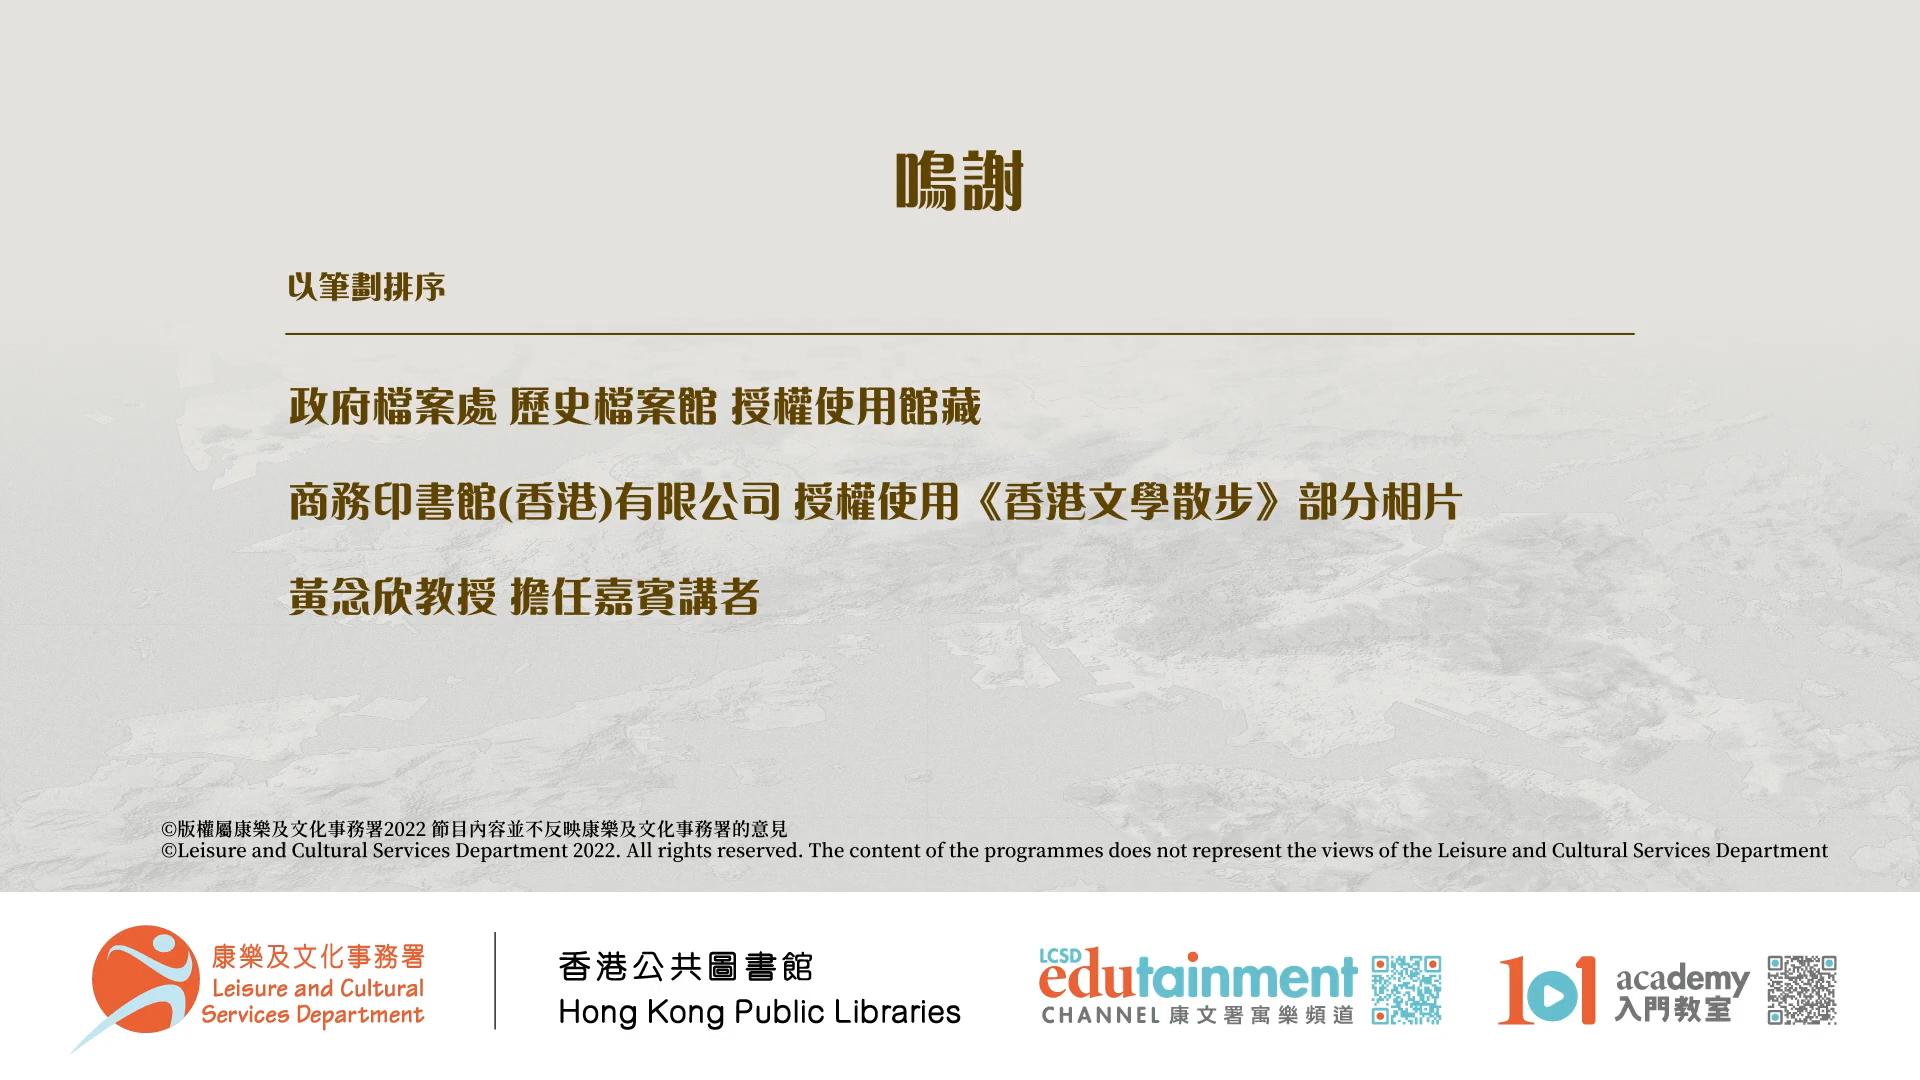 鳴謝
以筆劃排序
政府檔案處 歷史檔案館 授權使用館藏
商務印書館(香港)有限公司 授權使用《香港文學散步》部分相片
黃念欣教授 擔任嘉賓講者
©版權屬康樂及文化事務署2022 節目內容並不反映康樂及文化事務署的意見
©Leisure and Cultural Services Department 2022. All rights reserved. The content of the programmes does not represent the views of the Leisure and Cultural Services Department
康樂及文化事務署
Leisure and Cultural
Services Department
香港公共圖書館
Hong Kong Public Libraries
LCSD
edutainment
CHANNEL 康文署寓樂頻道
101
academy
入門教室